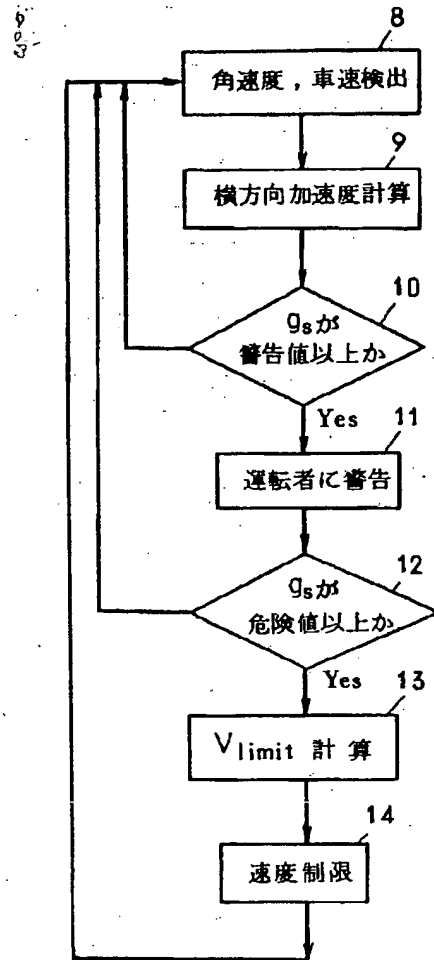 8
角速度，車速検出
9
横方向加速度計算
10
gsが
警告値以上か
Yes
11
運転者に警告
12
gsが
危険値以上か
Yes
13
Vlimit 計算
14
速度制限